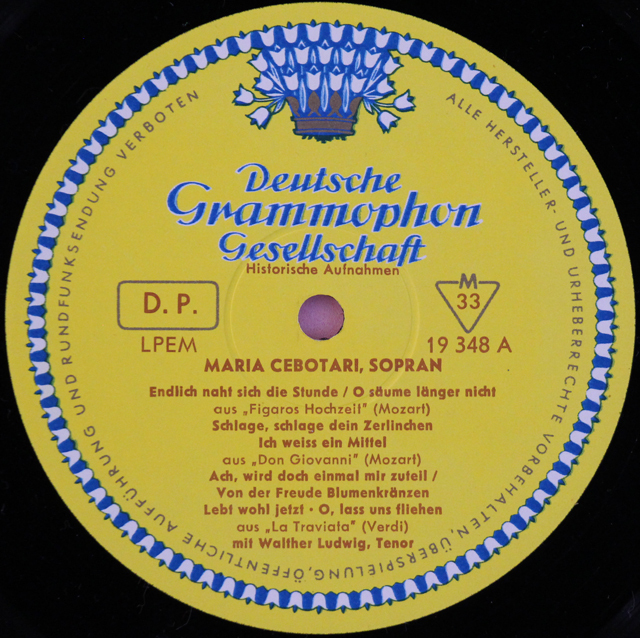 ALLE HERSTELLER- UND URHEBERRECHTE VORBEHALTEN, ÜBERSPIELUNG, ÖFFENTLICHE AUFFÜHRUNG UND RUNDFUNKSENDUNG VERBOTEN
Deutsche
Grammophon
Gesellschaft
Historische Aufnahmen
D. P.
M
33
LPEM
19 348 A
MARIA CEBOTARI, SOPRAN
Endlich naht sich die Stunde / O säume länger nicht
aus „Figaros Hochzeit" (Mozart)
Schlage, schlage dein Zerlinchen
Ich weiss ein Mittel
aus „Don Giovanni" (Mozart)
Ach, wird doch einmal mir zuteil /
Von der Freude Blumenkränzen
Lebt wohl jetzt · O, lass uns fliehen
aus „La Traviata" (Verdi)
mit Walther Ludwig, Tenor